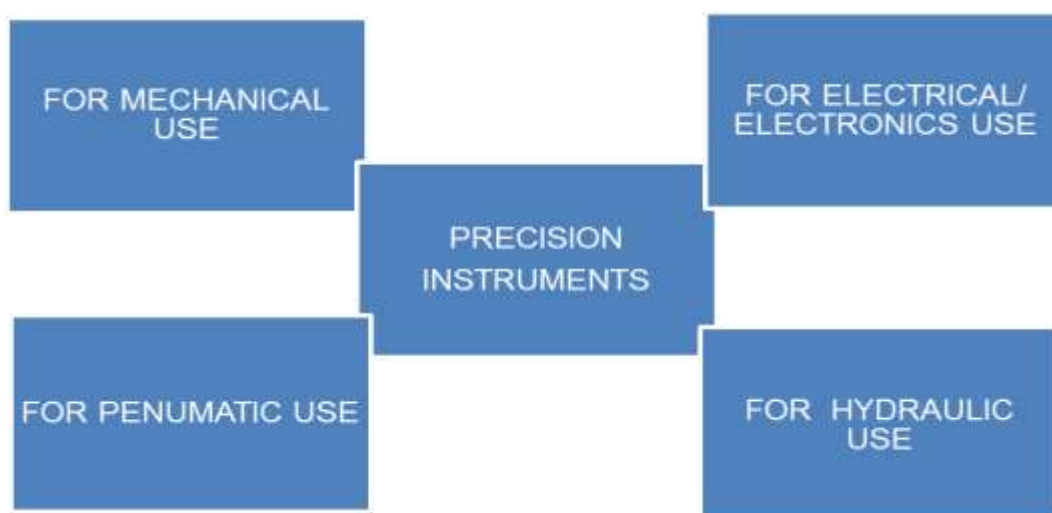 FOR MECHANICAL
USE
FOR ELECTRICAL/
ELECTRONICS USE
PRECISION
INSTRUMENTS
FOR PENUMATIC USE
FOR HYDRAULIC
USE